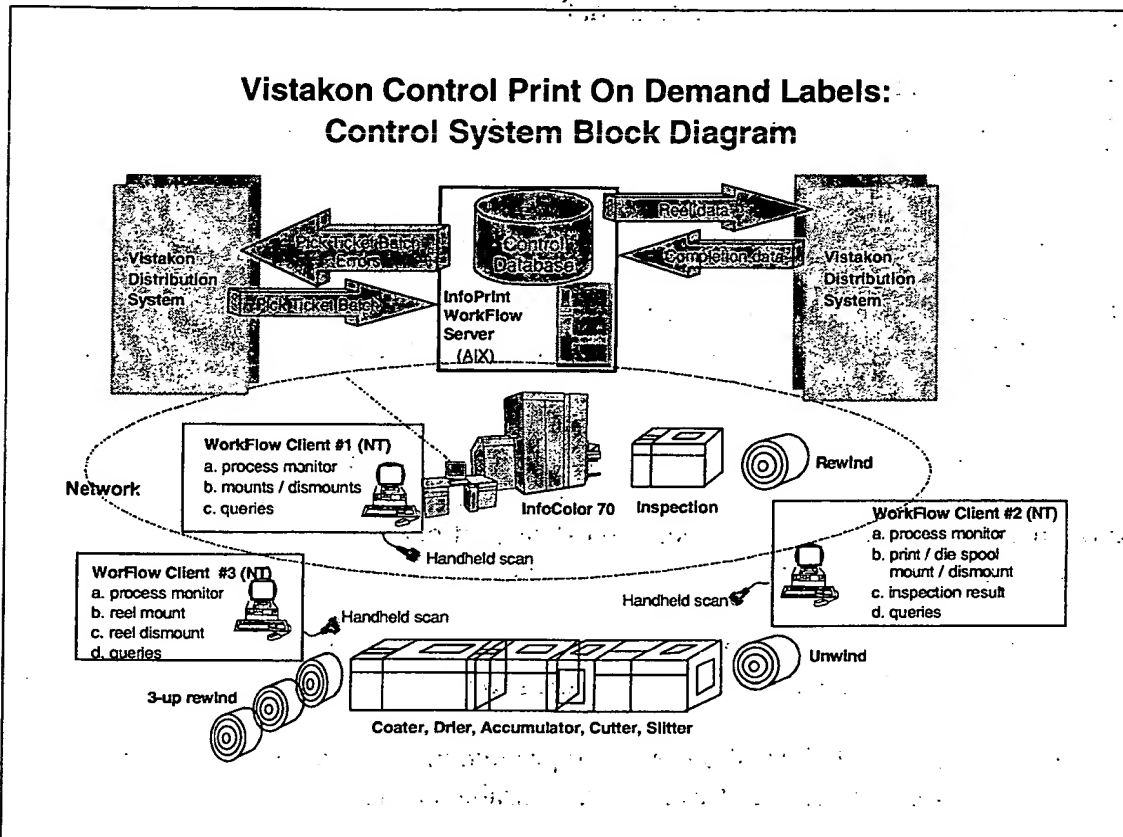 Vistakon Control Print On Demand Labels:
Control System Block Diagram
Vistakon
Distribution
System
Pick Ticket Batch
Errors
Pick Ticket Batch
Control
Database
InfoPrint
WorkFlow
Server
(AIX)
Reel data
Completion data
Vistakon
Distribution
System
Network
WorkFlow Client #1 (NT)
a. process monitor
b. mounts / dismounts
c. queries
Handheld scan
InfoColor 70
Inspection
Rewind
WorkFlow Client #2 (NT)
a. process monitor
b. print / die spool
mount / dismount
c. inspection result
d. queries
Handheld scan
WorFlow Client #3 (NT)
a. process monitor
b. reel mount
c. reel dismount
d. queries
Handheld scan
3-up rewind
Unwind
Coater, Drier, Accumulator, Cutter, Slitter